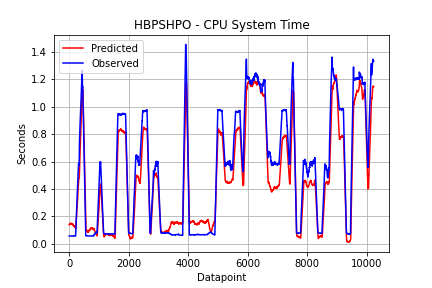 HBPSHPO - CPU System Time
Predicted
Observed
Seconds
1.4
1.2
1.0
0.8
0.6
0.4
0.2
0.0
0 2000 4000 6000 8000 10000
Datapoint